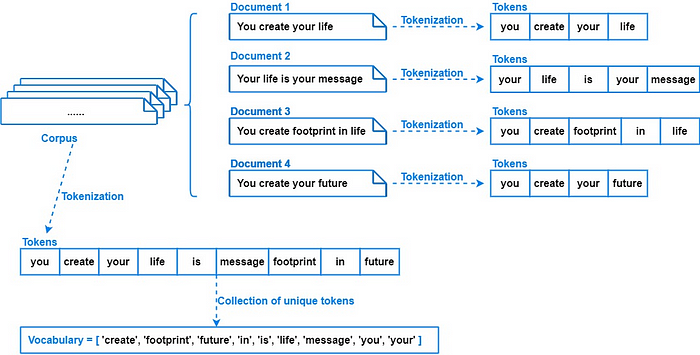 Document 1
You create your life
Tokenization
Tokens
you create your life
Document 2
Your life is your message
Tokenization
Tokens
your life is your message
......
Corpus
Document 3
You create footprint in life
Tokenization
Tokens
you create footprint in life
Document 4
You create your future
Tokenization
Tokens
you create your future
Tokenization
Tokens
you create your life is message footprint in future
Collection of unique tokens
Vocabulary = [ 'create', 'footprint', 'future', 'in', 'is', 'life', 'message', 'you', 'your' ]